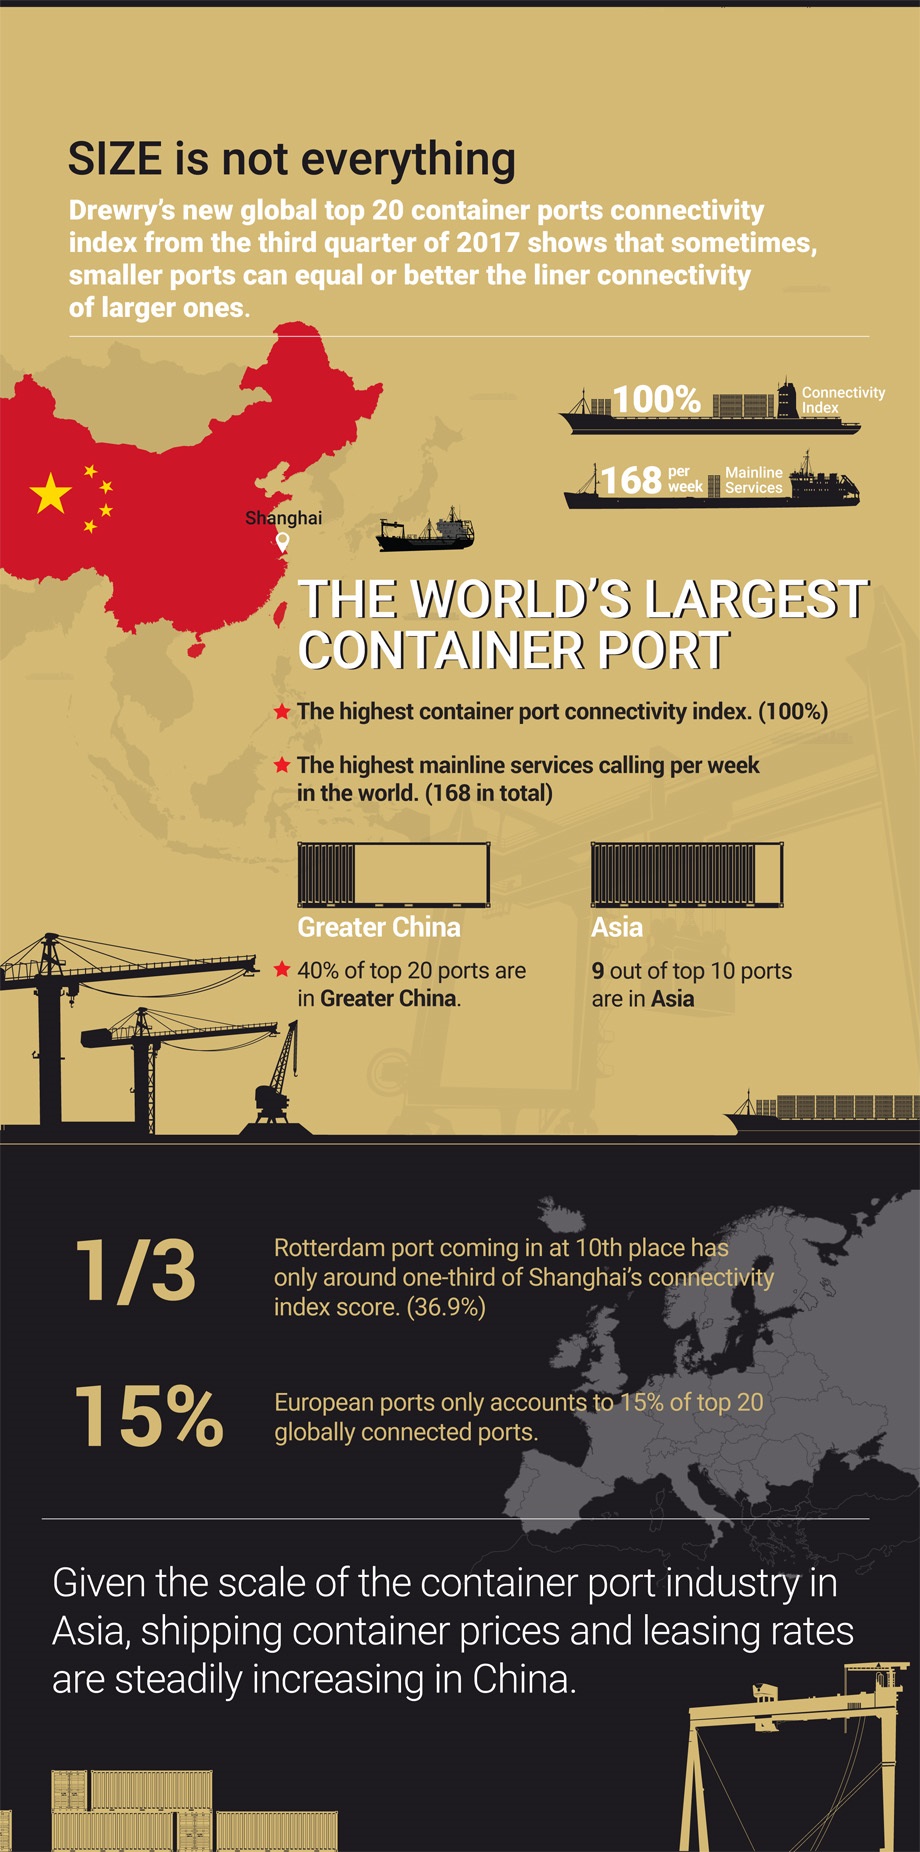 SIZE is not everything
Drewry's new global top 20 container ports connectivity
index from the third quarter of 2017 shows that sometimes,
smaller ports can equal or better the liner connectivity
of larger ones.
100%
Connectivity
Index
168 per
week
Mainline
Services
Shanghai
THE WORLD'S LARGEST
CONTAINER PORT
The highest container port connectivity index. (100%)
The highest mainline services calling per week
in the world. (168 in total)
Greater China
40% of top 20 ports are
in Greater China.
Asia
9 out of top 10 ports
are in Asia
1/3
Rotterdam port coming in at 10th place has
only around one-third of Shanghai's connectivity
index score. (36.9%)
15%
European ports only accounts to 15% of top 20
globally connected ports.
Given the scale of the container port industry in
Asia, shipping container prices and leasing rates
are steadily increasing in China.